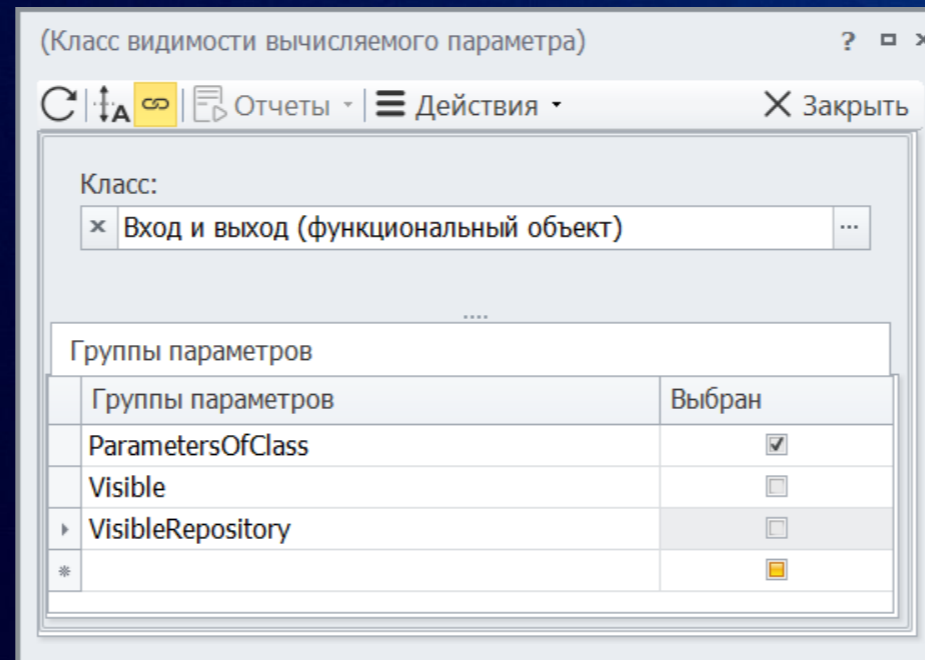 (Класс видимости вычисляемого параметра) ?
A Отчеты Действия Закрыть
Класс:
Вход и выход (функциональный объект) ...
Группы параметров
Группы параметров Выбран
ParametersOfClass
Visible
VisibleRepository